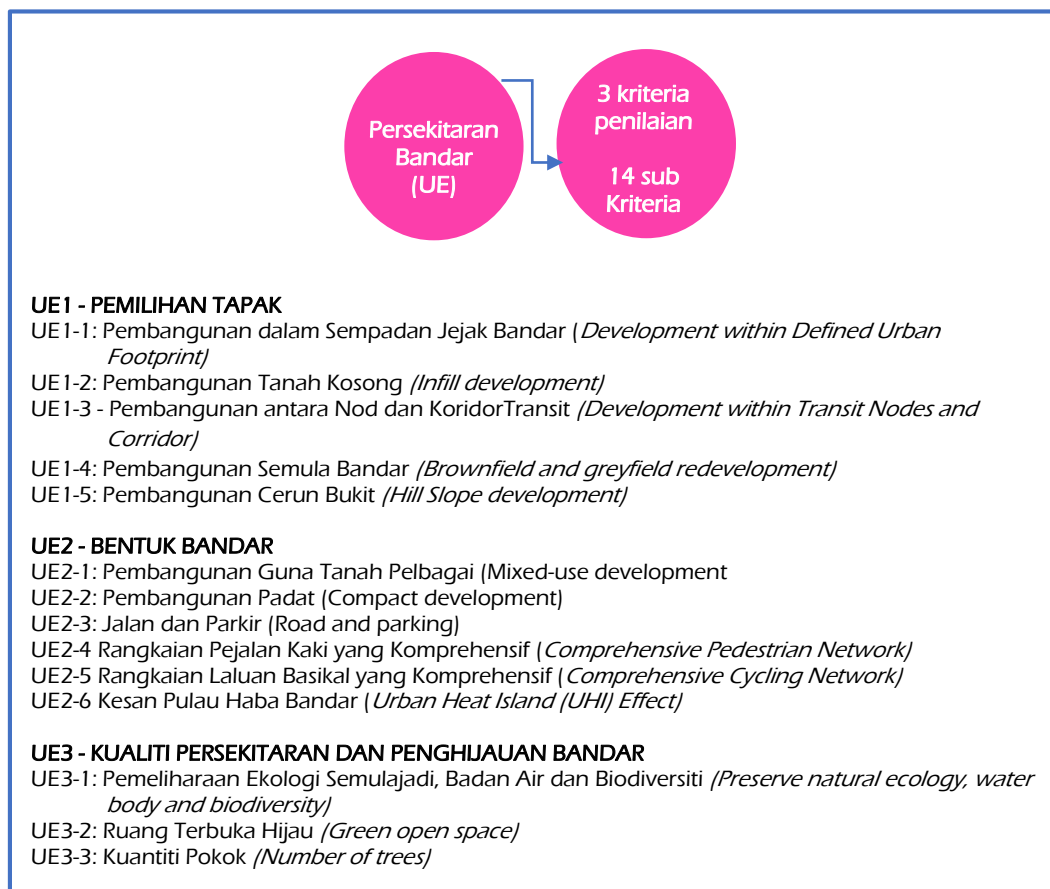 Persekitaran
Bandar
(UE)
3 kriteria
penilaian
14 sub
Kriteria
UE1 - PEMILIHAN TAPAK
UE1-1: Pembangunan dalam Sempadan Jejak Bandar (Development within Defined Urban
Footprint)
UE1-2: Pembangunan Tanah Kosong (Infill development)
UE1-3 - Pembangunan antara Nod dan KoridorTransit (Development within Transit Nodes and
Corridor)
UE1-4: Pembangunan Semula Bandar (Brownfield and greyfield redevelopment)
UE1-5: Pembangunan Cerun Bukit (Hill Slope development)
UE2 - BENTUK BANDAR
UE2-1: Pembangunan Guna Tanah Pelbagai (Mixed-use development
UE2-2: Pembangunan Padat (Compact development)
UE2-3: Jalan dan Parkir (Road and parking)
UE2-4 Rangkaian Pejalan Kaki yang Komprehensif (Comprehensive Pedestrian Network)
UE2-5 Rangkaian Laluan Basikal yang Komprehensif (Comprehensive Cycling Network)
UE2-6 Kesan Pulau Haba Bandar (Urban Heat Island (UHI) Effect)
UE3 - KUALITI PERSEKITARAN DAN PENGHIJAUAN BANDAR
UE3-1: Pemeliharaan Ekologi Semulajadi, Badan Air dan Biodiversiti (Preserve natural ecology, water
body and biodiversity)
UE3-2: Ruang Terbuka Hijau (Green open space)
UE3-3: Kuantiti Pokok (Number of trees)